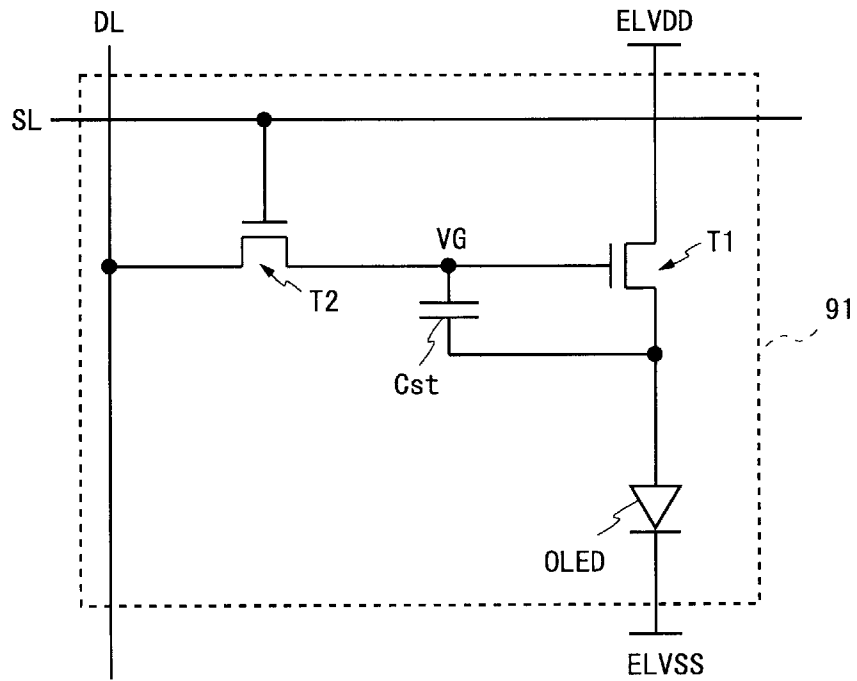 DL
ELVDD
SL
VG
T1
T2
91
Cst
OLED
ELVSS